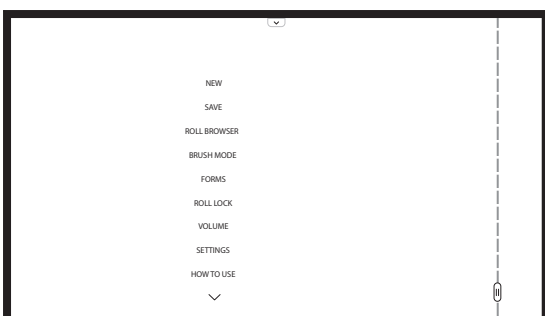 NEW
SAVE
ROLL BROWSER
BRUSH MODE
FORMS
ROLL LOCK
VOLUME
SETTINGS
HOW TO USE